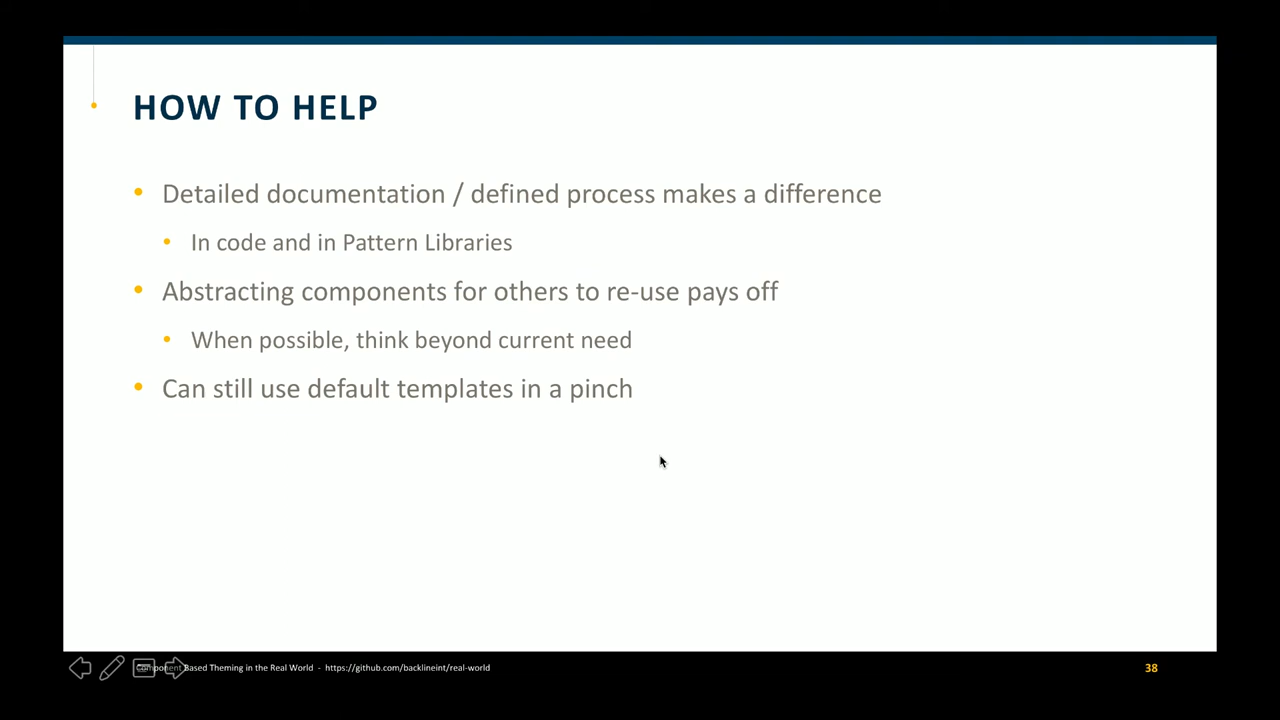 HOW TO HELP
Detailed documentation / defined process makes a difference
In code and in Pattern Libraries
Abstracting components for others to re-use pays off
When possible, think beyond current need
Can still use default templates in a pinch
Component Based Theming in the Real World - https://github.com/backlineint/real-world
38